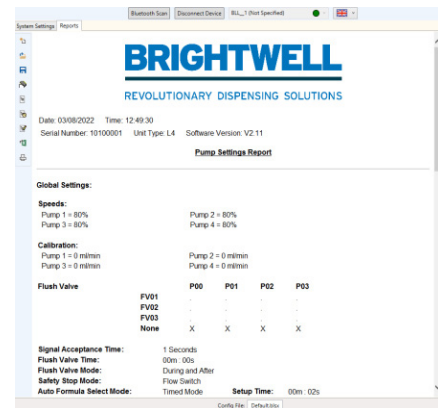 Bluetooth Scan Disconnect Device BLL_1 (Not Specified)
System Settings Reports
BRIGHTWELL
REVOLUTIONARY DISPENSING SOLUTIONS
Date: 03/08/2022 Time: 12:49:30
Serial Number: 10100001 Unit Type: L4 Software Version: V2.11
Pump Settings Report
Global Settings:
Speeds:
Pump 1 = 80% Pump 2 = 80%
Pump 3 = 80% Pump 4 = 80%
Calibration:
Pump 1 = 0 ml/min Pump 2 = 0 ml/min
Pump 3 = 0 ml/min Pump 4 = 0 ml/min
Flush Valve P00 P01 P02 P03
FV01 . . . .
FV02 . . . .
FV03 . . . .
None X X X X
Signal Acceptance Time: 1 Seconds
Flush Valve Time: 00m : 00s
Flush Valve Mode: During and After
Safety Stop Mode: Flow Switch
Auto Formula Select Mode: Timed Mode Setup Time: 00m : 02s
Config File: Default.btsx